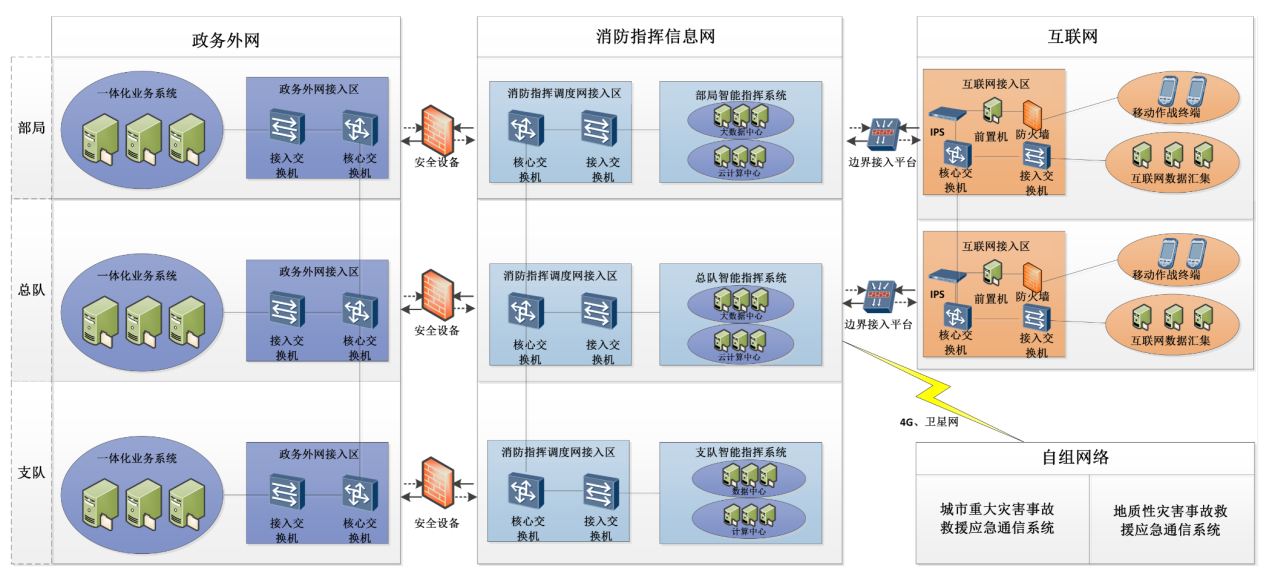 政务外网
消防指挥信息网
互联网
部局
一体化业务系统
政务外网接入区
接入交
换机
核心交
换机
安全设备
消防指挥调度网接入区
核心交
换机
接入交
换机
部局智能指挥系统
大数据中心
云计算中心
边界接入平台
互联网接入区
IPS
前置机
防火墙
核心交
换机
接入交
换机
移动作战终端
互联网数据汇集
总队
一体化业务系统
政务外网接入区
接入交
换机
核心交
换机
安全设备
消防指挥调度网接入区
核心交
换机
接入交
换机
总队智能指挥系统
大数据中心
云计算中心
边界接入平台
互联网接入区
IPS
前置机
防火墙
核心交
换机
接入交
换机
移动作战终端
互联网数据汇集
支队
一体化业务系统
政务外网接入区
接入交
换机
核心交
换机
安全设备
消防指挥调度网接入区
核心交
换机
接入交
换机
支队智能指挥系统
数据中心
计算中心
4G、卫星网
自组网络
城市重大灾害事故
救援应急通信系统
地质性灾害事故救
援应急通信系统